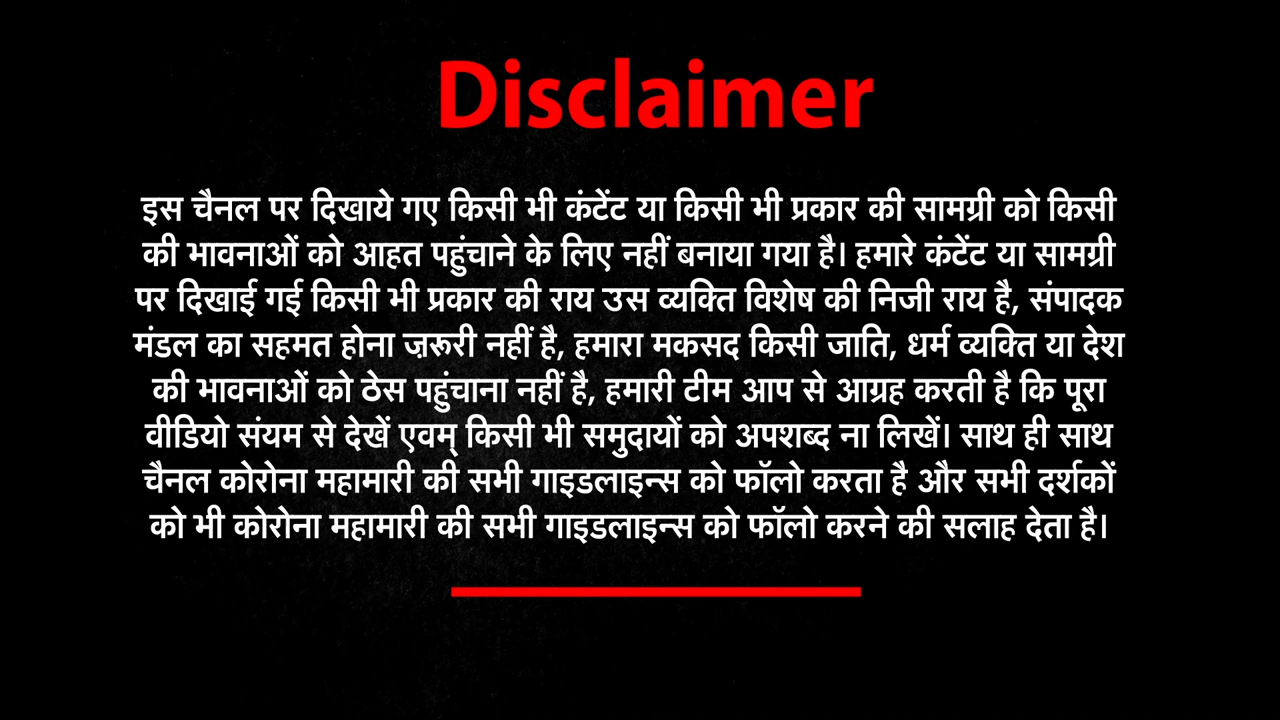 Disclaimer
इस चैनल पर दिखाये गए किसी भी कंटेंट या किसी भी प्रकार की सामग्री को किसी
की भावनाओं को आहत पहुंचाने के लिए नहीं बनाया गया है। हमारे कंटेंट या सामग्री
पर दिखाई गई किसी भी प्रकार की राय उस व्यक्ति विशेष की निजी राय है, संपादक
मंडल का सहमत होना ज़रूरी नहीं है, हमारा मकसद किसी जाति, धर्म व्यक्ति या देश
की भावनाओं को ठेस पहुंचाना नहीं है, हमारी टीम आप से आग्रह करती है कि पूरा
वीडियो संयम से देखें एवम् किसी भी समुदायों को अपशब्द ना लिखें। साथ ही साथ
चैनल कोरोना महामारी की सभी गाइडलाइन्स को फॉलो करता है और सभी दर्शकों
को भी कोरोना महामारी की सभी गाइडलाइन्स को फॉलो करने की सलाह देता है।